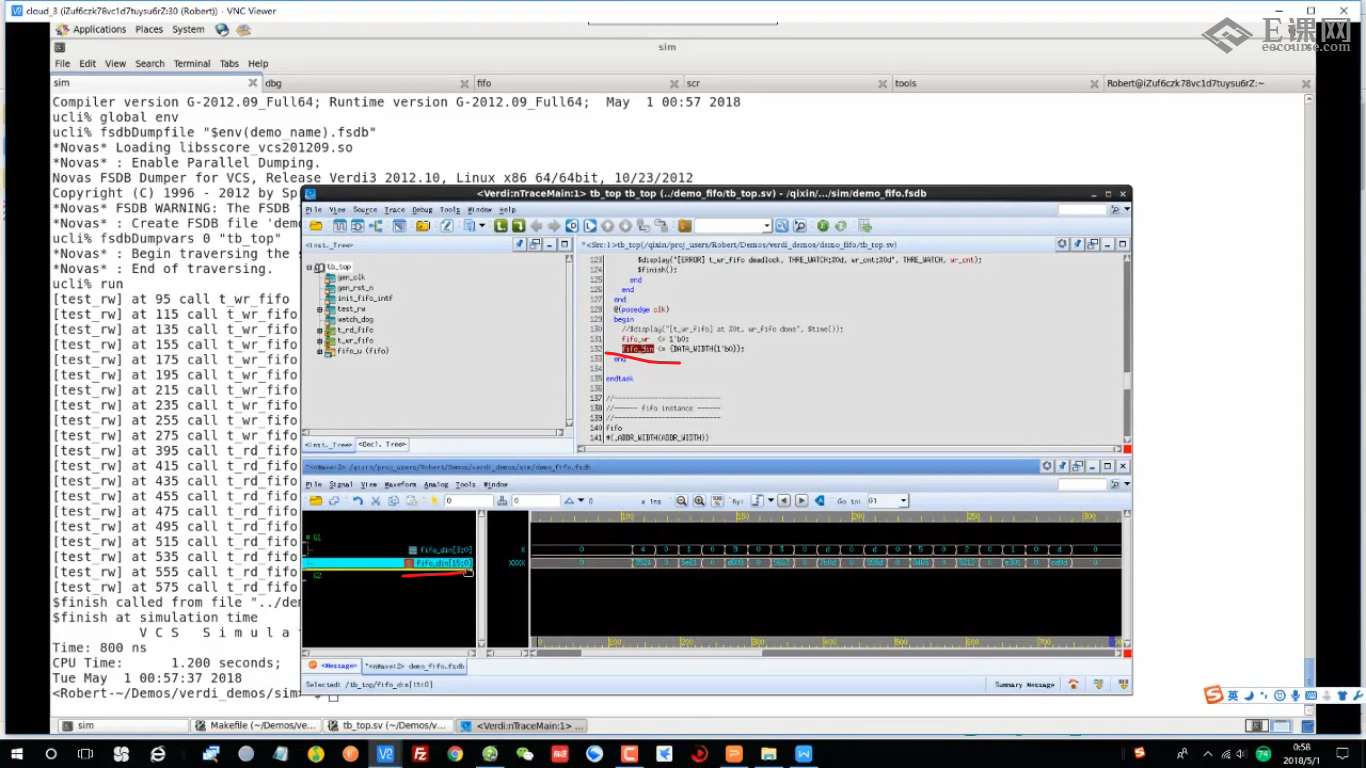 cloud_3 (iZuf6czk78vc1d7tuysu6rZ:30 (Robert)) - VNC Viewer
E课网
eecourse.com
Applications Places System
sim
File Edit View Search Terminal Tabs Help
sim dbg fifo scr tools Robert@iZuf6czk78vc1d7tuysu6rZ:~
Compiler version G-2012.09_Full64; Runtime version G-2012.09_Full64; May 1 00:57 2018
ucli% global env
ucli% fsdbDumpfile "$env(demo_name).fsdb"
*Novas* Loading libsscore_vcs201209.so
*Novas* : Enable Parallel Dumping.
Novas FSDB Dumper for VCS, Release Verdi3 2012.10, Linux x86 64/64bit, 10/23/2012
Copyright (C) 1996 - 2012 by Sp
*Novas* FSDB WARNING: The FSDB
*Novas* : Create FSDB file 'demo
ucli% fsdbDumpvars 0 "tb_top"
*Novas* : Begin traversing the s
*Novas* : End of traversing.
ucli% run
[test_rw] at 95 call t_wr_fifo
[test_rw] at 115 call t_wr_fifo
[test_rw] at 135 call t_wr_fifo
[test_rw] at 155 call t_wr_fifo
[test_rw] at 175 call t_wr_fifo
[test_rw] at 195 call t_wr_fifo
[test_rw] at 215 call t_wr_fifo
[test_rw] at 235 call t_wr_fifo
[test_rw] at 255 call t_wr_fifo
[test_rw] at 275 call t_wr_fifo
[test_rw] at 395 call t_rd_fifo
[test_rw] at 415 call t_rd_fifo
[test_rw] at 435 call t_rd_fifo
[test_rw] at 455 call t_rd_fifo
[test_rw] at 475 call t_rd_fifo
[test_rw] at 495 call t_rd_fifo
[test_rw] at 515 call t_rd_fifo
[test_rw] at 535 call t_rd_fifo
[test_rw] at 555 call t_rd_fifo
[test_rw] at 575 call t_rd_fifo
$finish called from file "../de
$finish at simulation time
V C S S i m u l a
Time: 800 ns
CPU Time: 1.200 seconds;
Tue May 1 00:57:37 2018
<Robert-~/Demos/verdi_demos/sim>
<Verdi:nTraceMain:1> tb_top tb_top (../demo_fifo/tb_top.sv) - /qixin/.../sim/demo_fifo.fsdb
File View Source Trace Debug Tools Window Help
<Inst._Tree>
*<Src:1>tb_top(/qixin/proj_users/Robert/Demos/verdi_demos/demo_fifo/tb_top.sv)
tb_top
gen_clk
gen_rst_n
init_fifo_intf
test_rw
watch_dog
t_rd_fifo
t_wr_fifo
fifo_u (fifo)
<Inst._Tree> <Decl._Tree>
123 $display("[ERROR] t_wr_fifo deadlock, THRE_WATCH:%0d, wr_cnt:%0d", THRE_WATCH, wr_cnt);
124 $finish();
125 end
126 end
127 end
128 @(posedge clk)
129 begin
130 //$display("[t_wr_fifo] at %0t, wr_fifo done", $time());
131 fifo_wr <= 1'b0;
132 fifo_din <= {DATA_WIDTH{1'b0}};
133 end
134
135 endtask
136
137 //-------------------------
138 //------ fifo instance ------
139 //-------------------------
140 fifo
141 #(.ADDR_WIDTH(ADDR_WIDTH))
*<nWave:2> /qixin/proj_users/Robert/Demos/verdi_demos/sim/demo_fifo.fsdb
File Signal View Waveform Analog Tools Window
0 0 0 x 1ns 100% By: Go to: G1
G1
fifo_din[3:0] X
fifo_din[15:0] XXXX
G2
100 150 200 250 300
0 4 0 1 0 9 0 3 0 d 0 d 0 5 0 2 0 1 0 d 0
0 100 200 300 400 500 600 700
<Message> *<nWave:2> demo_fifo.fsdb
Selected: /tb_top/fifo_din[15:0] Summary Message
sim Makefile (~/Demos/ve... tb_top.sv (~/Demos/v... <Verdi:nTraceMain:1> ...
英
74
0:58
2018/5/1